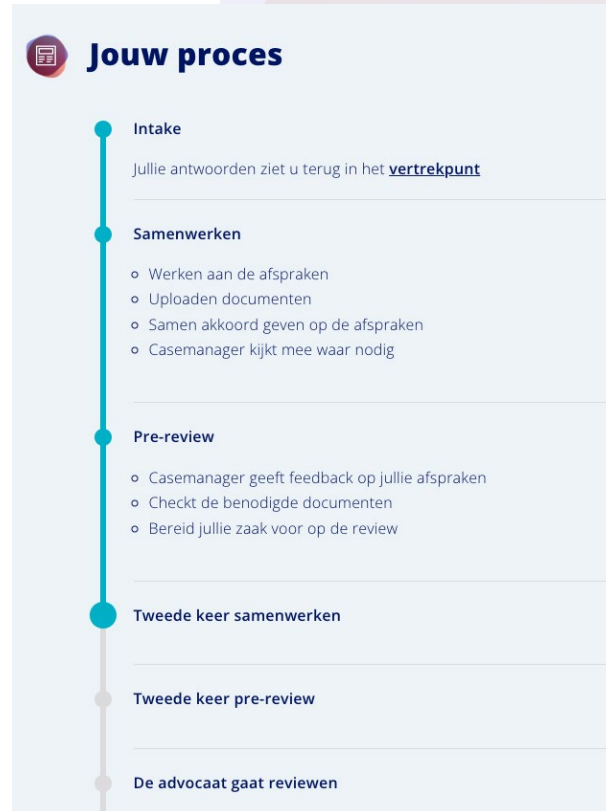 Jouw proces
Intake
Jullie antwoorden ziet u terug in het vertrekpunt
Samenwerken
Werken aan de afspraken
Uploaden documenten
Samen akkoord geven op de afspraken
Casemanager kijkt mee waar nodig
Pre-review
Casemanager geeft feedback op jullie afspraken
Checkt de benodigde documenten
Bereid jullie zaak voor op de review
Tweede keer samenwerken
Tweede keer pre-review
De advocaat gaat reviewen